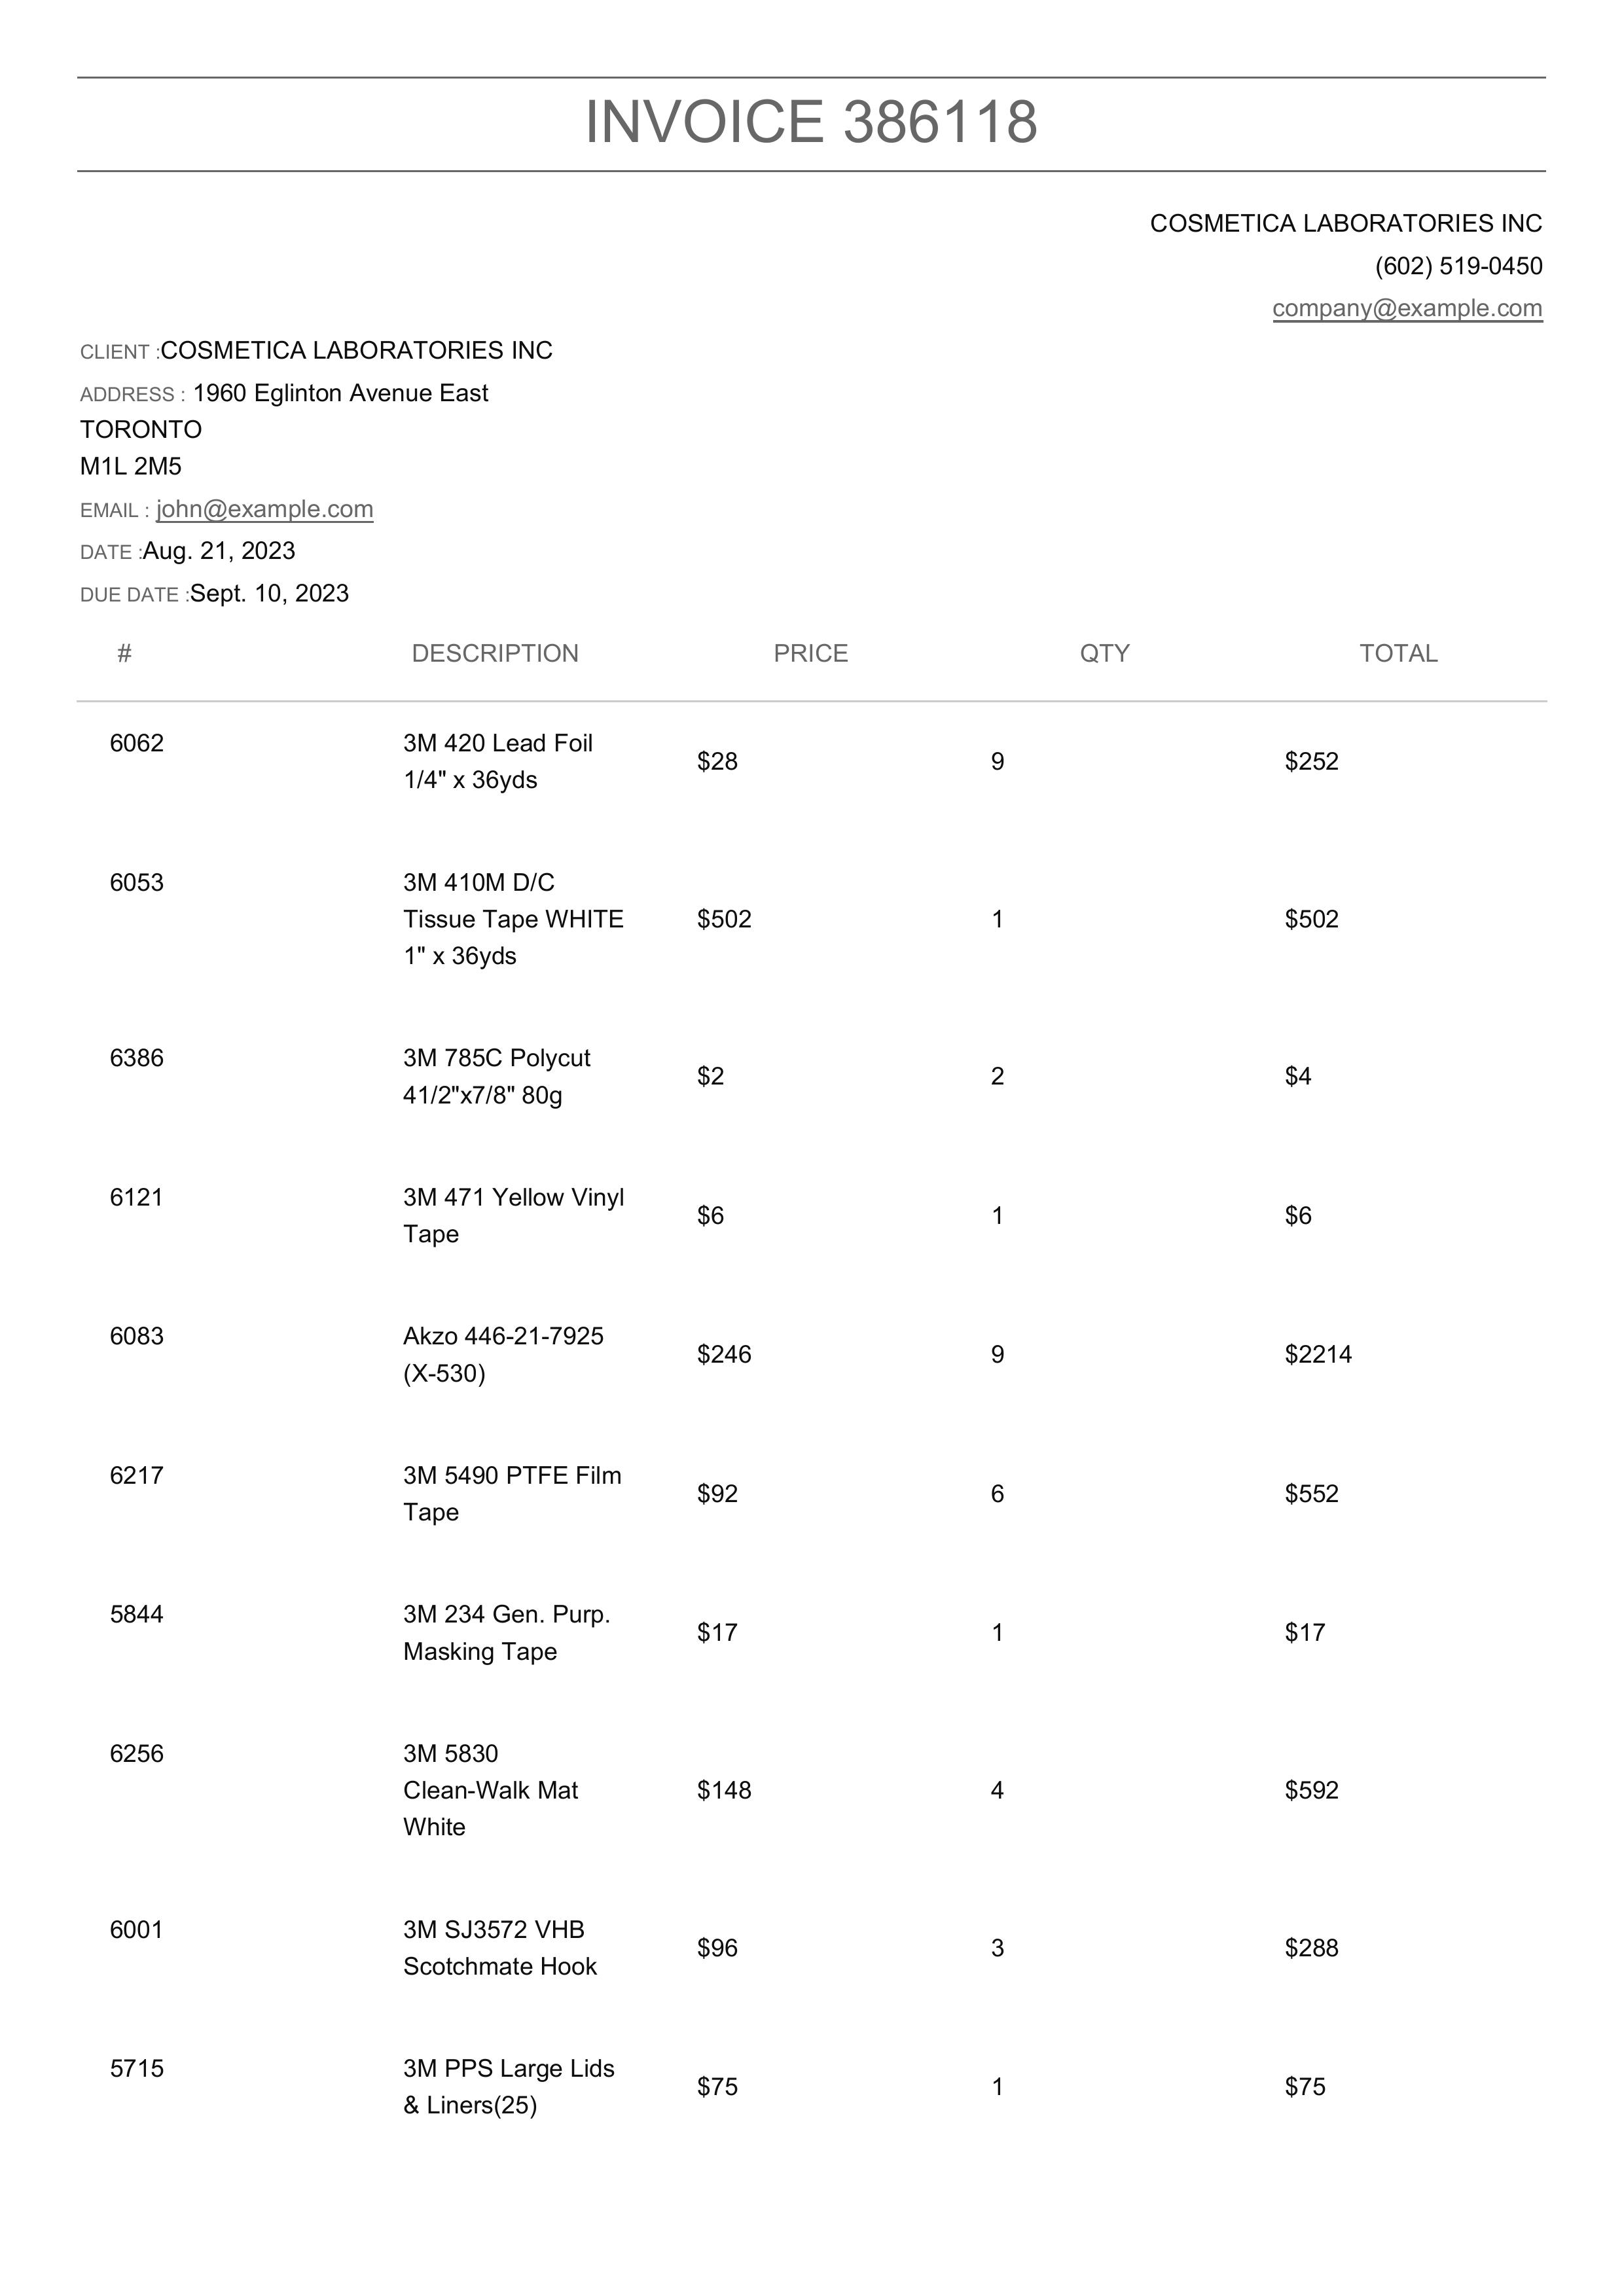 INVOICE 386118
COSMETICA LABORATORIES INC
(602) 519-0450
company@example.com
CLIENT :COSMETICA LABORATORIES INC
ADDRESS : 1960 Eglinton Avenue East
TORONTO
M1L 2M5
EMAIL : john@example.com
DATE :Aug. 21, 2023
DUE DATE :Sept. 10, 2023
# DESCRIPTION PRICE QTY TOTAL
6062 3M 420 Lead Foil
1/4" x 36yds
$28 9 $252
6053 3M 410M D/C
Tissue Tape WHITE $502 1 $502
1" x 36yds
6386 3M 785C Polycut
41/2"x7/8" 80g
$2 2 $4
6121 3M 471 Yellow Vinyl
Tape
$6 1 $6
6083 Akzo 446-21-7925
(X-530)
$246 9 $2214
6217 3M 5490 PTFE Film
Tape
$92 6 $552
5844 3M 234 Gen. Purp.
Masking Tape
$17 1 $17
6256 3M 5830
Clean-Walk Mat $148 4 $592
White
6001 3M SJ3572 VHB
Scotchmate Hook
$96 3 $288
5715 3M PPS Large Lids
& Liners(25)
$75 1 $75